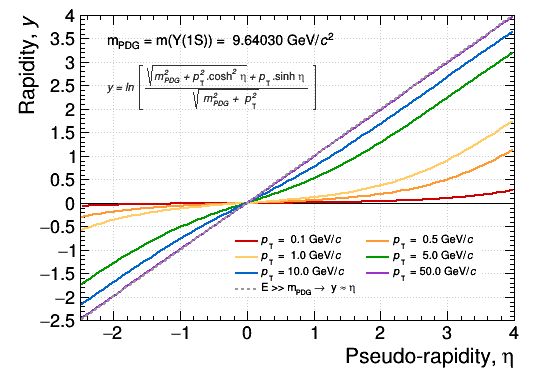 Rapidity, y
4
3.5
3
2.5
2
1.5
1
0.5
0
−0.5
−1
−1.5
−2
−2.5
m_PDG = m(Y(1S)) = 9.64030 GeV/c²
y = ln [ (√(m²_PDG + p²_T .cosh² η) + p_T .sinh η) / √(m²_PDG + p²_T) ]
p_T = 0.1 GeV/c p_T = 0.5 GeV/c
p_T = 1.0 GeV/c p_T = 5.0 GeV/c
p_T = 10.0 GeV/c p_T = 50.0 GeV/c
E >> m_PDG → y ≈ η
−2 −1 0 1 2 3 4
Pseudo-rapidity, η